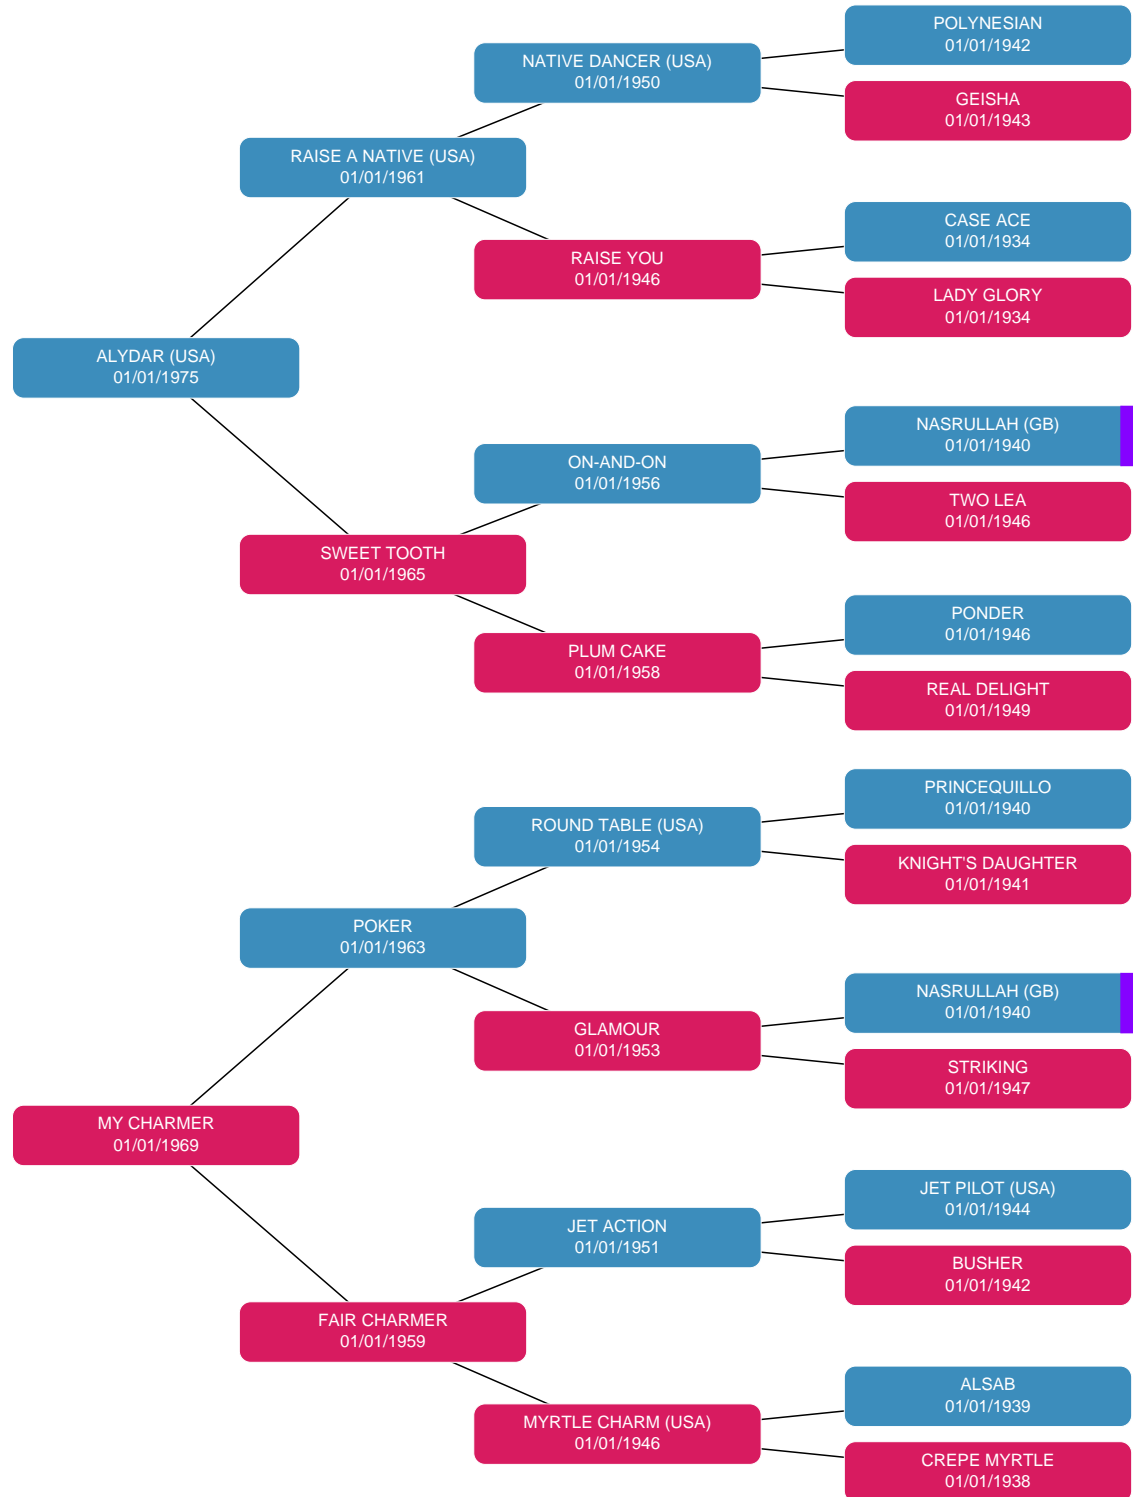 POLYNESIAN
01/01/1942
NATIVE DANCER (USA)
01/01/1950
GEISHA
01/01/1943
RAISE A NATIVE (USA)
01/01/1961
CASE ACE
01/01/1934
RAISE YOU
01/01/1946
LADY GLORY
01/01/1934
ALYDAR (USA)
01/01/1975
NASRULLAH (GB)
01/01/1940
ON-AND-ON
01/01/1956
TWO LEA
01/01/1946
SWEET TOOTH
01/01/1965
PONDER
01/01/1946
PLUM CAKE
01/01/1958
REAL DELIGHT
01/01/1949
PRINCEQUILLO
01/01/1940
ROUND TABLE (USA)
01/01/1954
KNIGHT'S DAUGHTER
01/01/1941
POKER
01/01/1963
NASRULLAH (GB)
01/01/1940
GLAMOUR
01/01/1953
STRIKING
01/01/1947
MY CHARMER
01/01/1969
JET PILOT (USA)
01/01/1944
JET ACTION
01/01/1951
BUSHER
01/01/1942
FAIR CHARMER
01/01/1959
ALSAB
01/01/1939
MYRTLE CHARM (USA)
01/01/1946
CREPE MYRTLE
01/01/1938